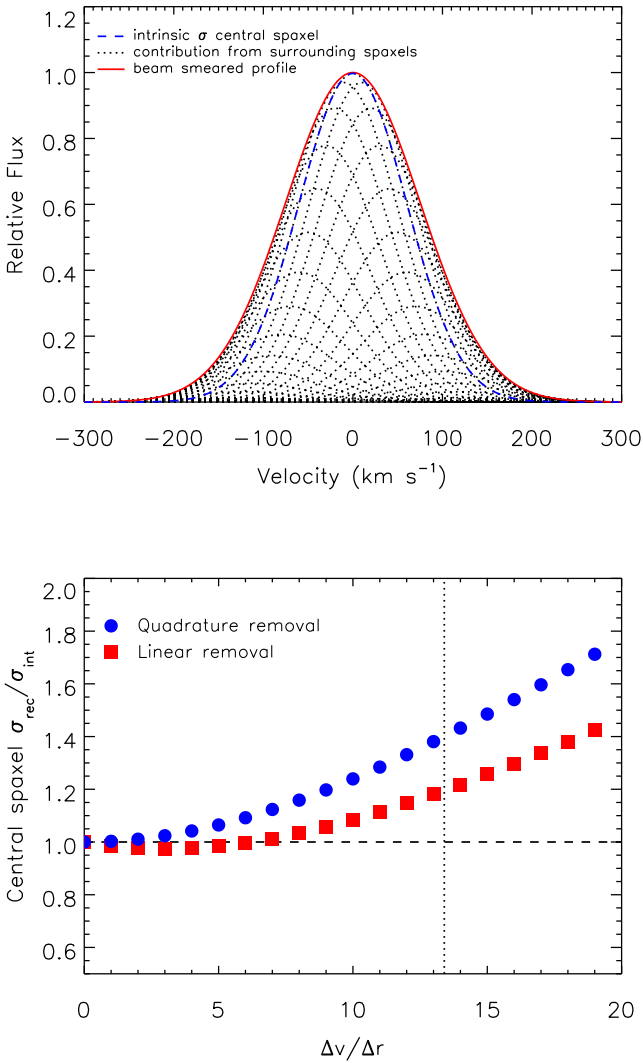 1.2
1.0
0.8
0.6
0.4
0.2
0.0
Relative Flux
intrinsic σ central spaxel
contribution from surrounding spaxels
beam smeared profile
−300 −200 −100 0 100 200 300
Velocity (km s⁻¹)
2.0
1.8
1.6
1.4
1.2
1.0
0.8
0.6
Central spaxel σrec/σint
Quadrature removal
Linear removal
0 5 10 15 20
Δv/Δr